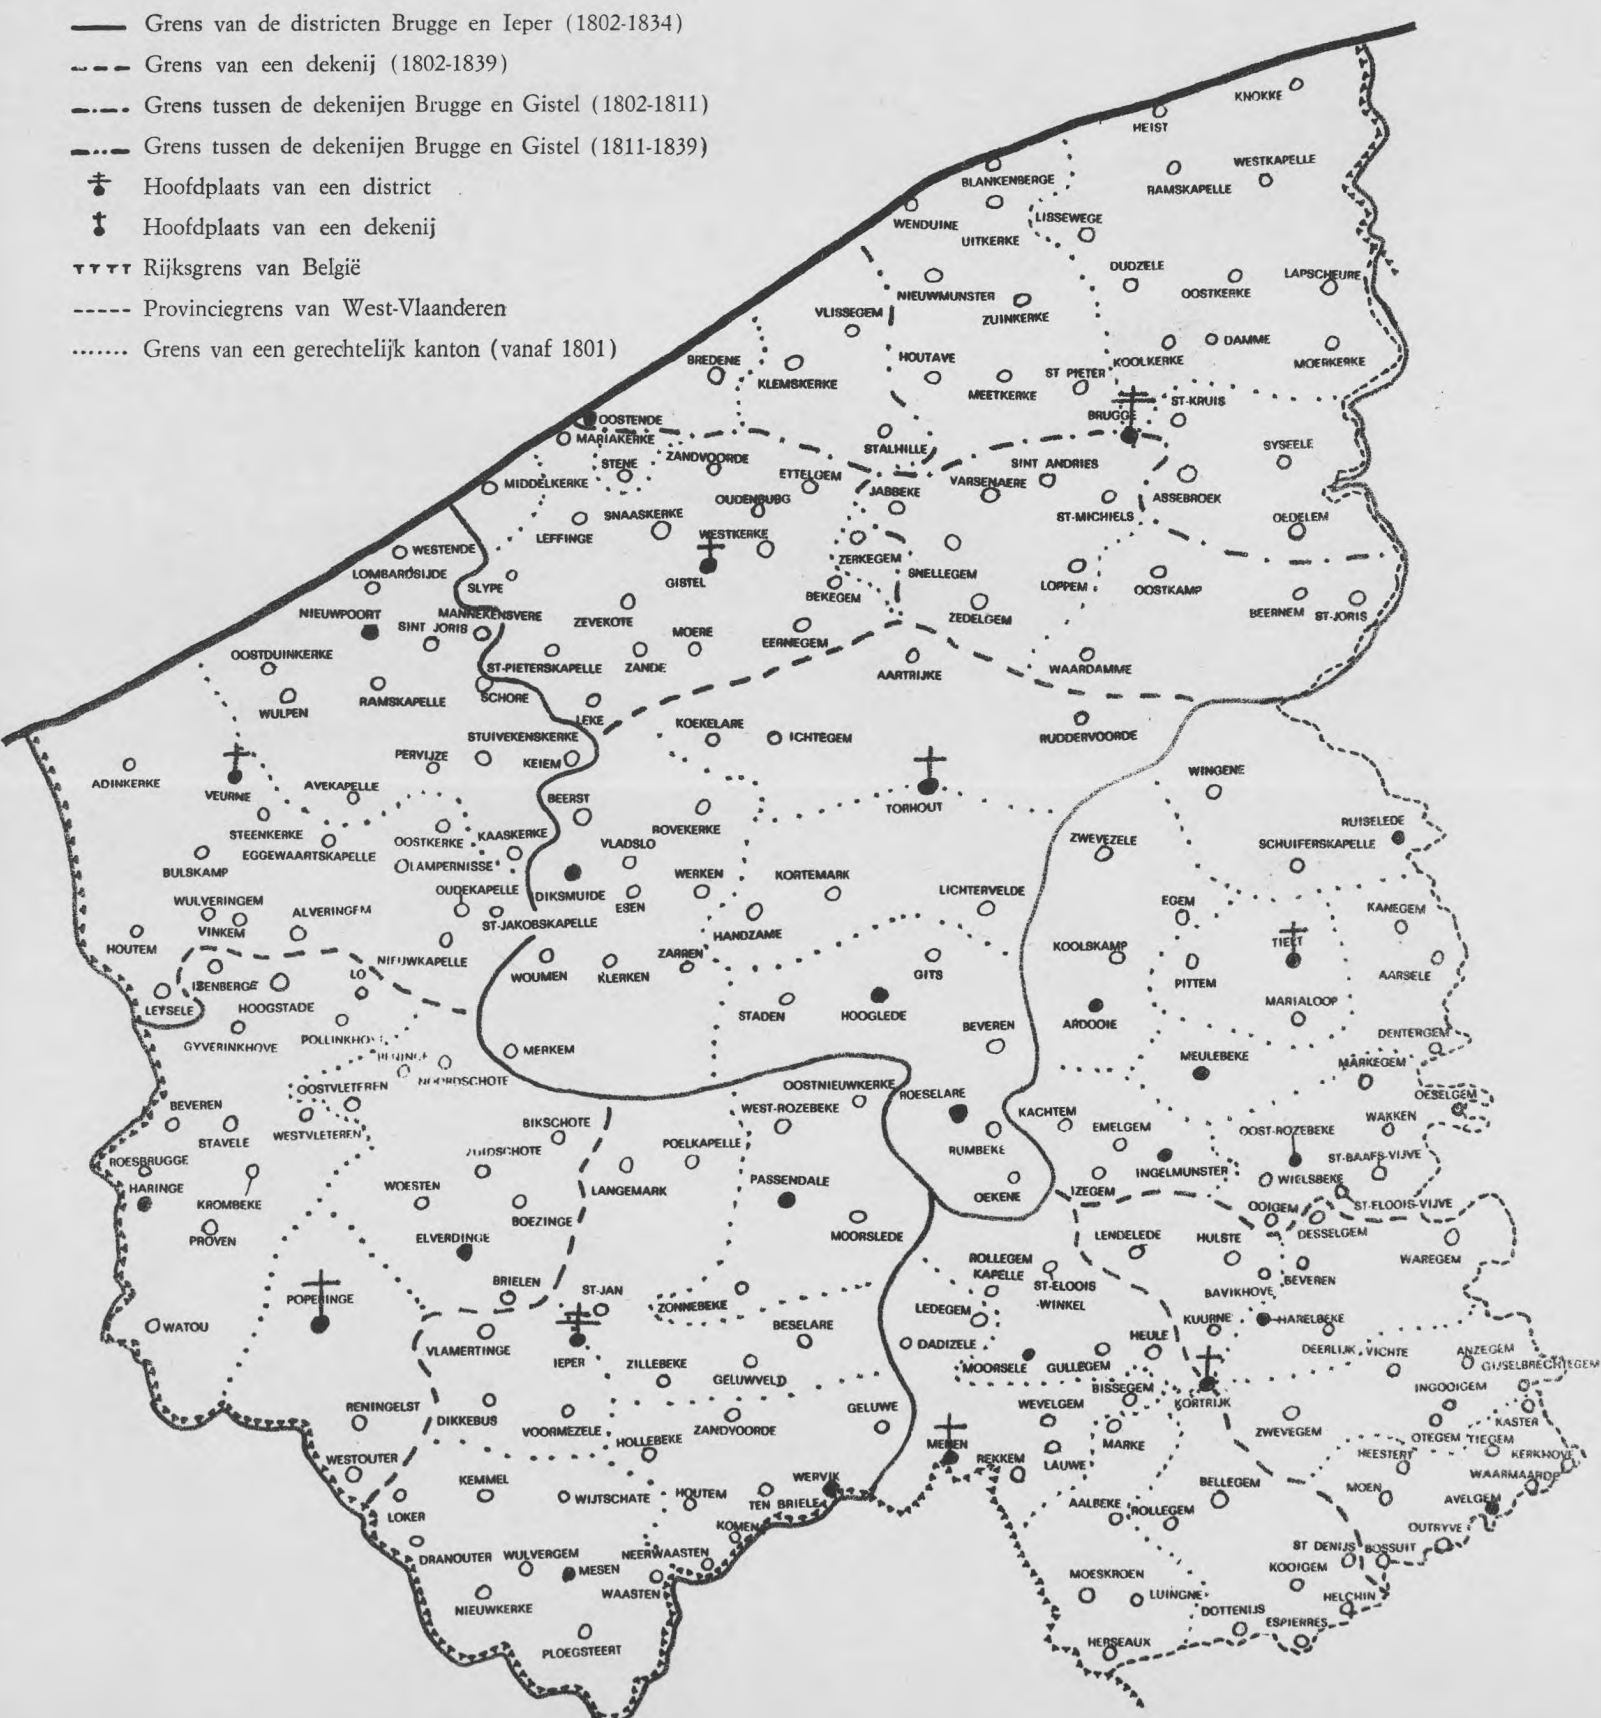 Grens van de districten Brugge en Ieper (1802-1834)
Grens van een dekenij (1802-1839)
Grens tussen de dekenijen Brugge en Gistel (1802-1811)
Grens tussen de dekenijen Brugge en Gistel (1811-1839)
Hoofdplaats van een district
Hoofdplaats van een dekenij
Rijksgrens van België
Provinciegrens van West-Vlaanderen
Grens van een gerechtelijk kanton (vanaf 1801)
KNOKKE
HEIST
WESTKAPELLE
RAMSKAPELLE
BLANKENBERGE
WENDUINE
UITKERKE
LISSEWEGE
DUDZELE
OOSTKERKE
LAPSCHEURE
NIEUWMUNSTER
ZUINKERKE
VLISSEGEM
BREDENE
KLEMSKERKE
HOUTAVE
MEETKERKE
ST PIETER
KOOLKERKE
DAMME
MOERKERKE
BRUGGE
ST-KRUIS
OOSTENDE
MARIAKERKE
STENE
ZANDVOORDE
ETTELGEM
STALHILLE
SINT ANDRIES
SYSEELE
MIDDELKERKE
OUDENBURG
JABBEKE
VARSENAERE
ASSEBROEK
SNAASKERKE
LEFFINGE
WESTKERKE
ST-MICHIELS
OEDELEM
WESTENDE
LOMBARDSIJDE
SLYPE
GISTEL
ZERKEGEM
SNELLEGEM
BEKEGEM
LOPPEM
OOSTKAMP
BEERNEM
ST-JORIS
NIEUWPOORT
SINT JORIS
MANNEKENSVERE
ZEVEKOTE
MOERE
EERNEGEM
ZEDELGEM
OOSTDUINKERKE
ST-PIETERSKAPELLE
ZANDE
AARTRIJKE
WAARDAMME
WULPEN
RAMSKAPELLE
SCHORE
LEKE
KOEKELARE
ICHTEGEM
RUDDERVOORDE
STUIVEKENSKERKE
PERVIJZE
KEIEM
ADINKERKE
VEURNE
AVEKAPELLE
BEERST
TORHOUT
WINGENE
STEENKERKE
EGGEWAARTSKAPELLE
OOSTKERKE
KAASKERKE
BOVEKERKE
VLADSLO
ZWEVEZELE
SCHUIFERSKAPELLE
RUISELEDE
BULSKAMP
LAMPERNISSE
OUDEKAPELLE
DIKSMUIDE
ESEN
WERKEN
KORTEMARK
LICHTERVELDE
EGEM
KANEGEM
WULVERINGEM
VINKEM
ALVERINGEM
ST-JAKOBSKAPELLE
HANDZAME
HOUTEM
NIEUWKAPELLE
WOUMEN
KLERKEN
ZARREN
GITS
KOOLSKAMP
PITTEM
TIELT
AARSELE
ISENBERGE
LO
LEYSELE
HOOGSTADE
GYVERINKHOVE
STADEN
HOOGLEDE
BEVEREN
ARDOOIE
MARIALOOP
DENTERGEM
MERKEM
NOORDSCHOTE
MEULEBEKE
MARKEGEM
OOSTVLETEREN
OOSTNIEUWKERKE
ROESELARE
OESELGEM
BEVEREN
STAVELE
WESTVLETEREN
BIKSCHOTE
WEST-ROZEBEKE
KACHTEM
EMELGEM
WAKKEN
OOST-ROZEBEKE
ZUIDSCHOTE
POELKAPELLE
RUMBEKE
INGELMUNSTER
ST-BAAFS-VIJVE
ROESBRUGGE
HARINGE
KROMBEKE
WOESTEN
LANGEMARK
PASSENDALE
OEKENE
IZEGEM
WIELSBEKE
ST-ELOOIS-VIJVE
PROVEN
BOEZINGE
ELVERDINGE
MOORSLEDE
LENDELEDE
HULSTE
OOIGEM
DESSELGEM
WAREGEM
POPERINGE
BRIELEN
ST-JAN
ZONNEBEKE
ROLLEGEM
KAPELLE
ST-ELOOIS
-WINKEL
BAVIKHOVE
BEVEREN
LEDEGEM
WATOU
VLAMERTINGE
IEPER
BESELARE
DADIZELE
HEULE
KUURNE
HARELBEKE
DEERLIJK
VICHTE
ANZEGEM
GIJSELBRECHTEGEM
ZILLEBEKE
GELUWVELD
MOORSELE
GULLEGEM
BISSEGEM
KORTRIJK
INGOOIGEM
RENINGELST
DIKKEBUS
VOORMEZELE
ZANDVOORDE
GELUWE
WEVELGEM
MARKE
ZWEVEGEM
KASTER
OTEGEM
TIEGEM
KERKHOVE
WESTOUTER
HOLLEBEKE
MENEN
REKKEM
LAUWE
HEESTERT
WAARMAARDE
KEMMEL
WIJTSCHATE
HOUTEM
TEN BRIELE
WERVIK
BELLEGEM
MOEN
AVELGEM
LOKER
KOMEN
AALBEKE
ROLLEGEM
OUTRYVE
DRANOUTER
WULVERGEM
MESEN
NEERWAASTEN
WAASTEN
ST DENIJS
BOSSUIT
KOOIGEM
NIEUWKERKE
MOESKROEN
LUINGNE
HELCHIN
DOTTENIJS
ESPIERRES
PLOEGSTEERT
HERSEAUX